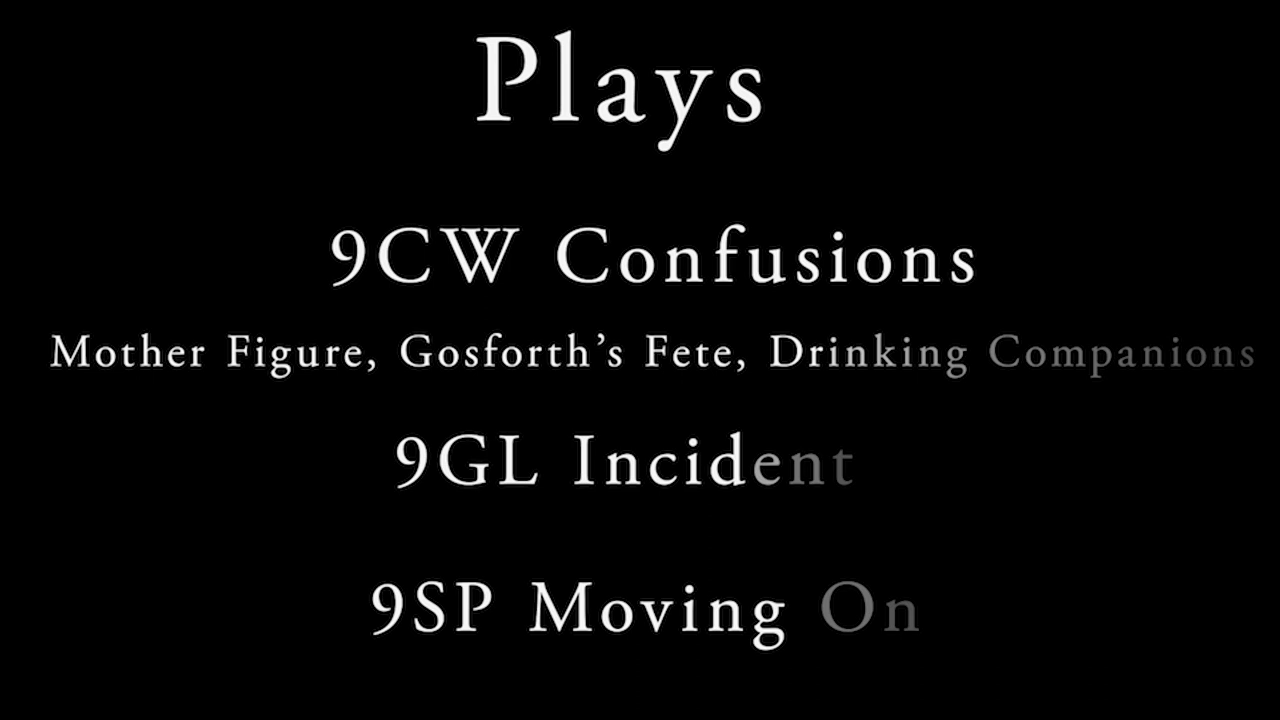 Plays
9CW Confusions
Mother Figure, Gosforth’s Fete, Drinking Companions
9GL Incident
9SP Moving On